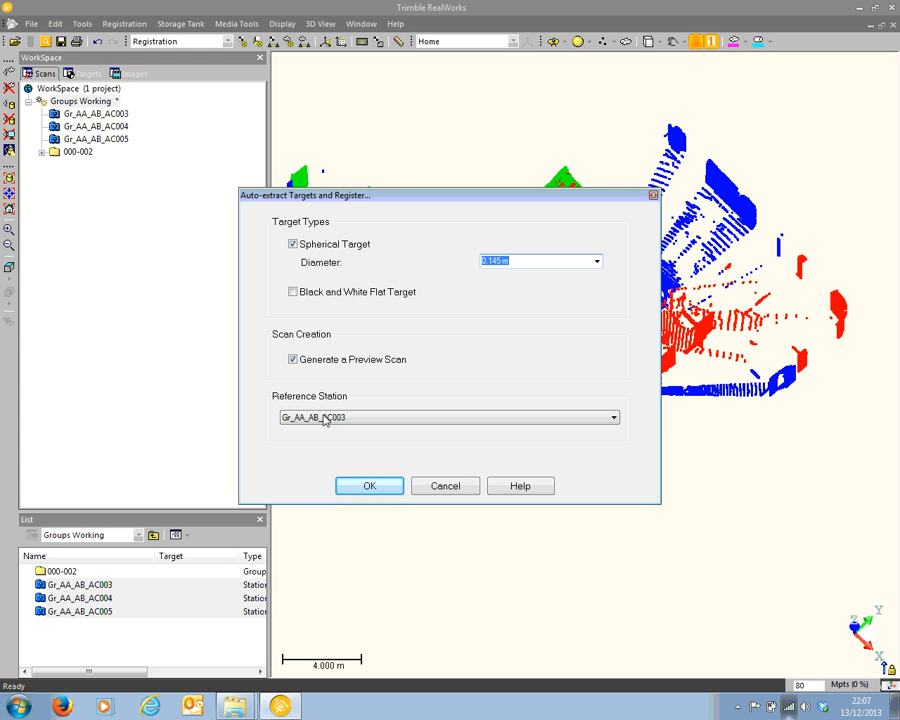 Trimble RealWorks
File Edit Tools Registration Storage Tank Media Tools Display 3D View Window Help
Registration Home 1
WorkSpace
Scans Targets Images
WorkSpace (1 project)
Groups Working *
Gr_AA_AB_AC003
Gr_AA_AB_AC004
Gr_AA_AB_AC005
000-002
Auto-extract Targets and Register...
Target Types
Spherical Target
Diameter: 0.145 m
Black and White Flat Target
Scan Creation
Generate a Preview Scan
Reference Station
Gr_AA_AB_AC003
OK Cancel Help
List
Groups Working
Name Target Type
000-002 Group
Gr_AA_AB_AC003 Station
Gr_AA_AB_AC004 Station
Gr_AA_AB_AC005 Station
4.000 m
Z Y X
Ready 80 Mpts (0 %)
22:07
13/12/2013